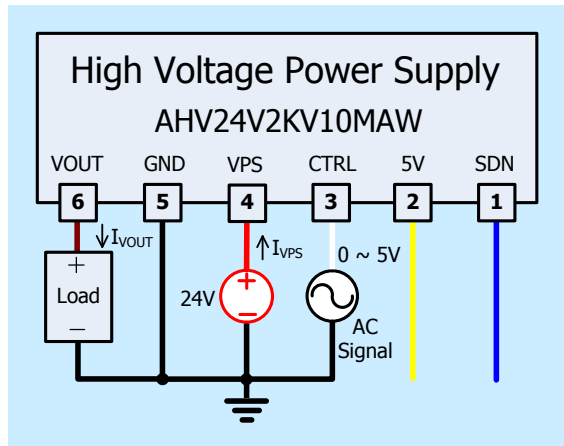 High Voltage Power Supply
AHV24V2KV10MAW
VOUT GND VPS CTRL 5V SDN
6 5 4 3 2 1
+ IVOUT IVPS 0 ~ 5V
Load 24V + −
− AC
Signal